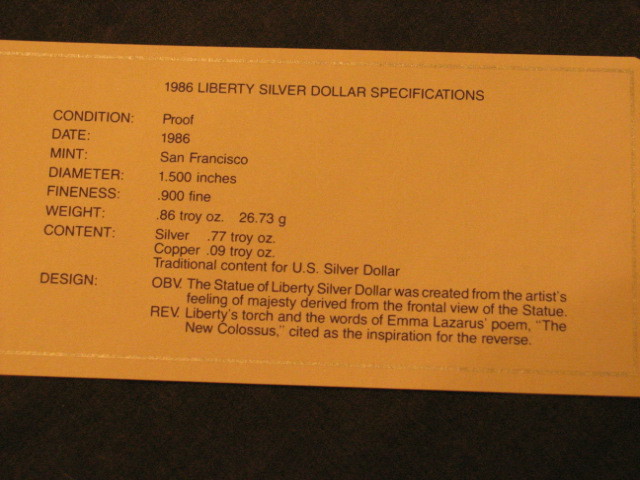 1986 LIBERTY SILVER DOLLAR SPECIFICATIONS
CONDITION: Proof
DATE: 1986
MINT: San Francisco
DIAMETER: 1.500 inches
FINENESS: .900 fine
WEIGHT: .86 troy oz. 26.73 g
CONTENT: Silver .77 troy oz.
Copper .09 troy oz.
Traditional content for U.S. Silver Dollar
DESIGN: OBV. The Statue of Liberty Silver Dollar was created from the artist's
feeling of majesty derived from the frontal view of the Statue.
REV. Liberty's torch and the words of Emma Lazarus' poem, "The
New Colossus," cited as the inspiration for the reverse.